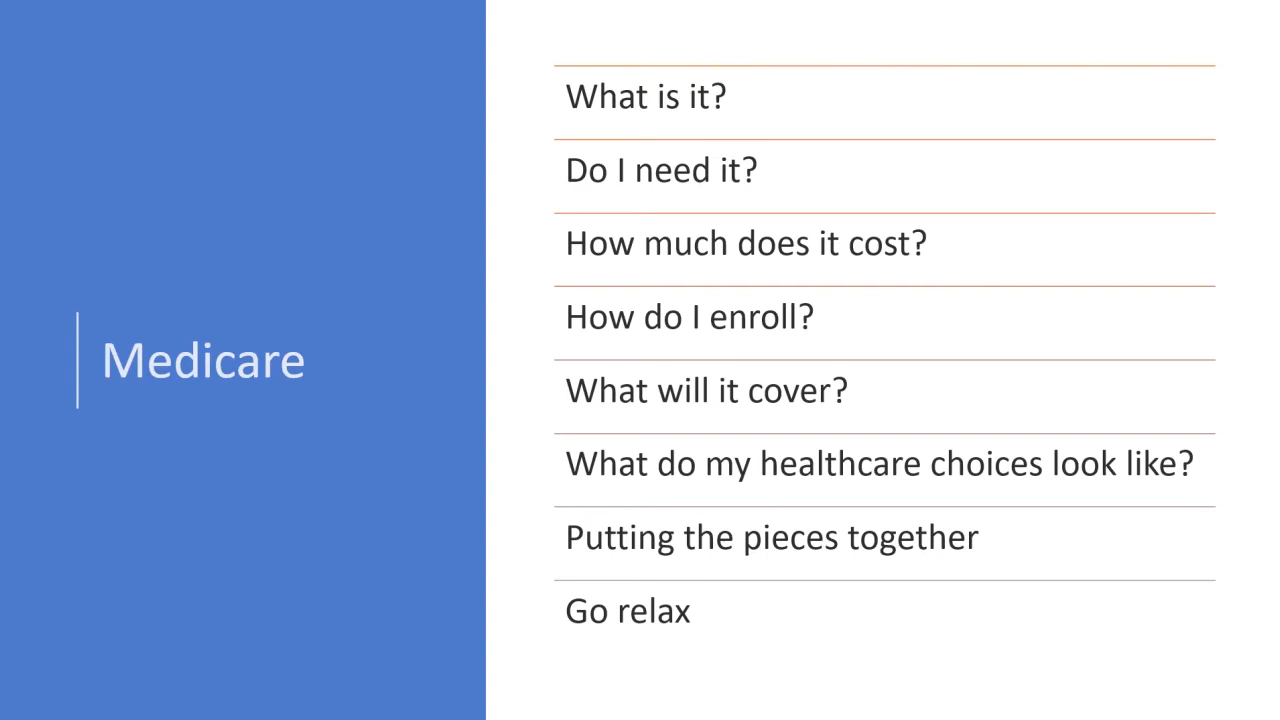 Medicare
What is it?
Do I need it?
How much does it cost?
How do I enroll?
What will it cover?
What do my healthcare choices look like?
Putting the pieces together
Go relax